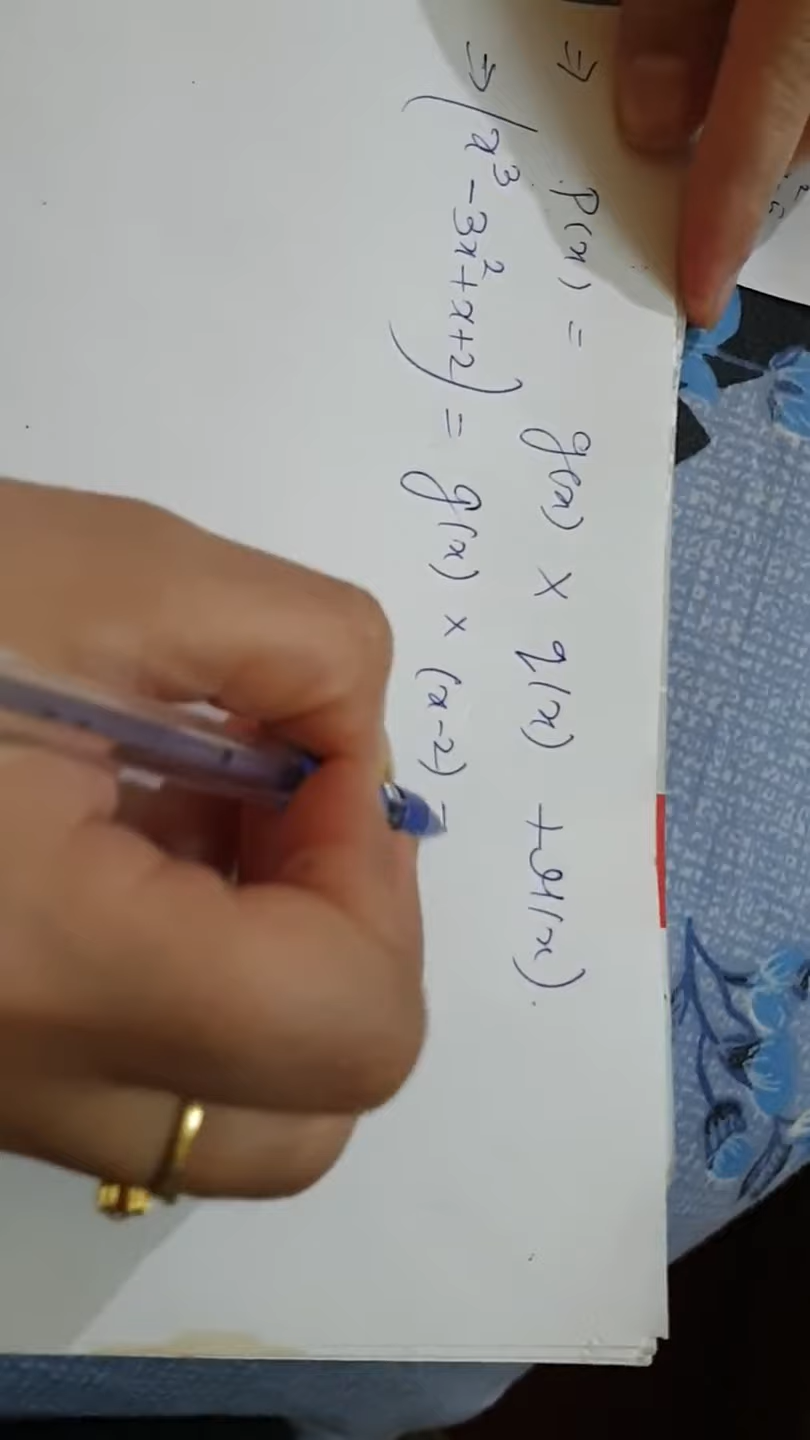 ⇒ p(x) = g(x) × q(x) + r(x).
⇒ (x³ - 3x² + x + 2) = g(x) × (x - 2) -